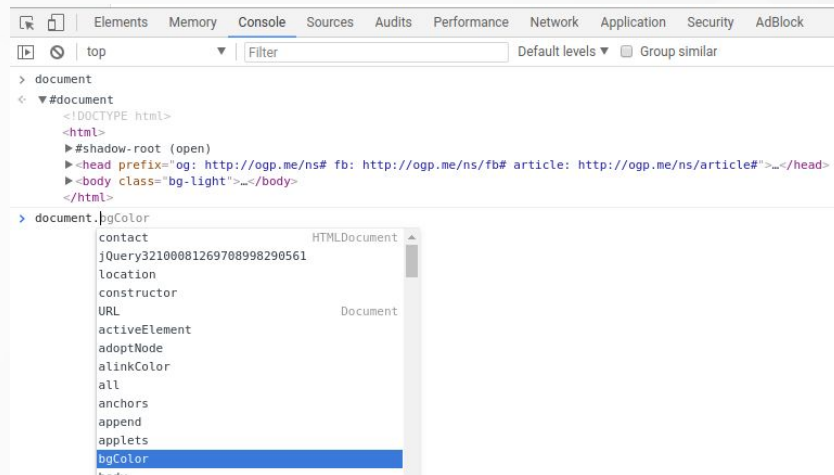 Elements Memory Console Sources Audits Performance Network Application Security AdBlock
top Filter Default levels Group similar
document
#document
<!DOCTYPE html>
<html>
#shadow-root (open)
<head prefix="og: http://ogp.me/ns# fb: http://ogp.me/ns/fb# article: http://ogp.me/ns/article#">…</head>
<body class="bg-light">…</body>
</html>
document.bgColor
contact HTMLDocument
jQuery32100081269708998290561
location
constructor
URL Document
activeElement
adoptNode
alinkColor
all
anchors
append
applets
bgColor